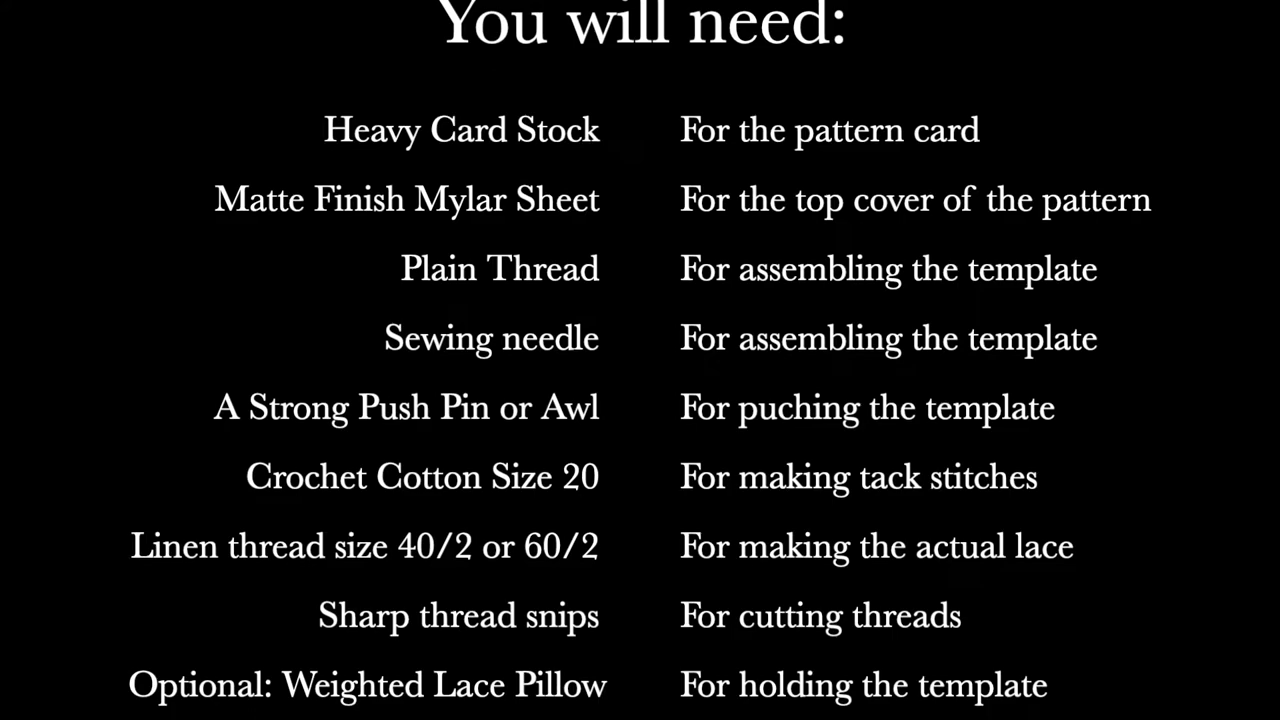 You will need:
Heavy Card Stock For the pattern card
Matte Finish Mylar Sheet For the top cover of the pattern
Plain Thread For assembling the template
Sewing needle For assembling the template
A Strong Push Pin or Awl For puching the template
Crochet Cotton Size 20 For making tack stitches
Linen thread size 40/2 or 60/2 For making the actual lace
Sharp thread snips For cutting threads
Optional: Weighted Lace Pillow For holding the template